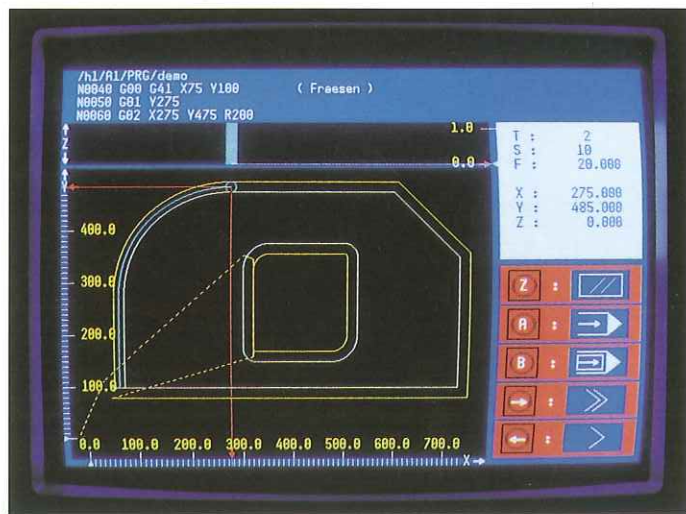 /h1/A1/PRG/demo
N0040 G00 G41 X75 Y100 ( Fraesen )
N0050 G01 Y275
N0060 G02 X275 Y475 R200
Z
1.0
0.0
T : 2
S : 10
F : 20.000
X : 275.000
Y : 485.000
Z : 0.000
Y
400.0
300.0
200.0
100.0
0.0 100.0 200.0 300.0 400.0 500.0 600.0 700.0
X
Z :
A :
B :
:
: